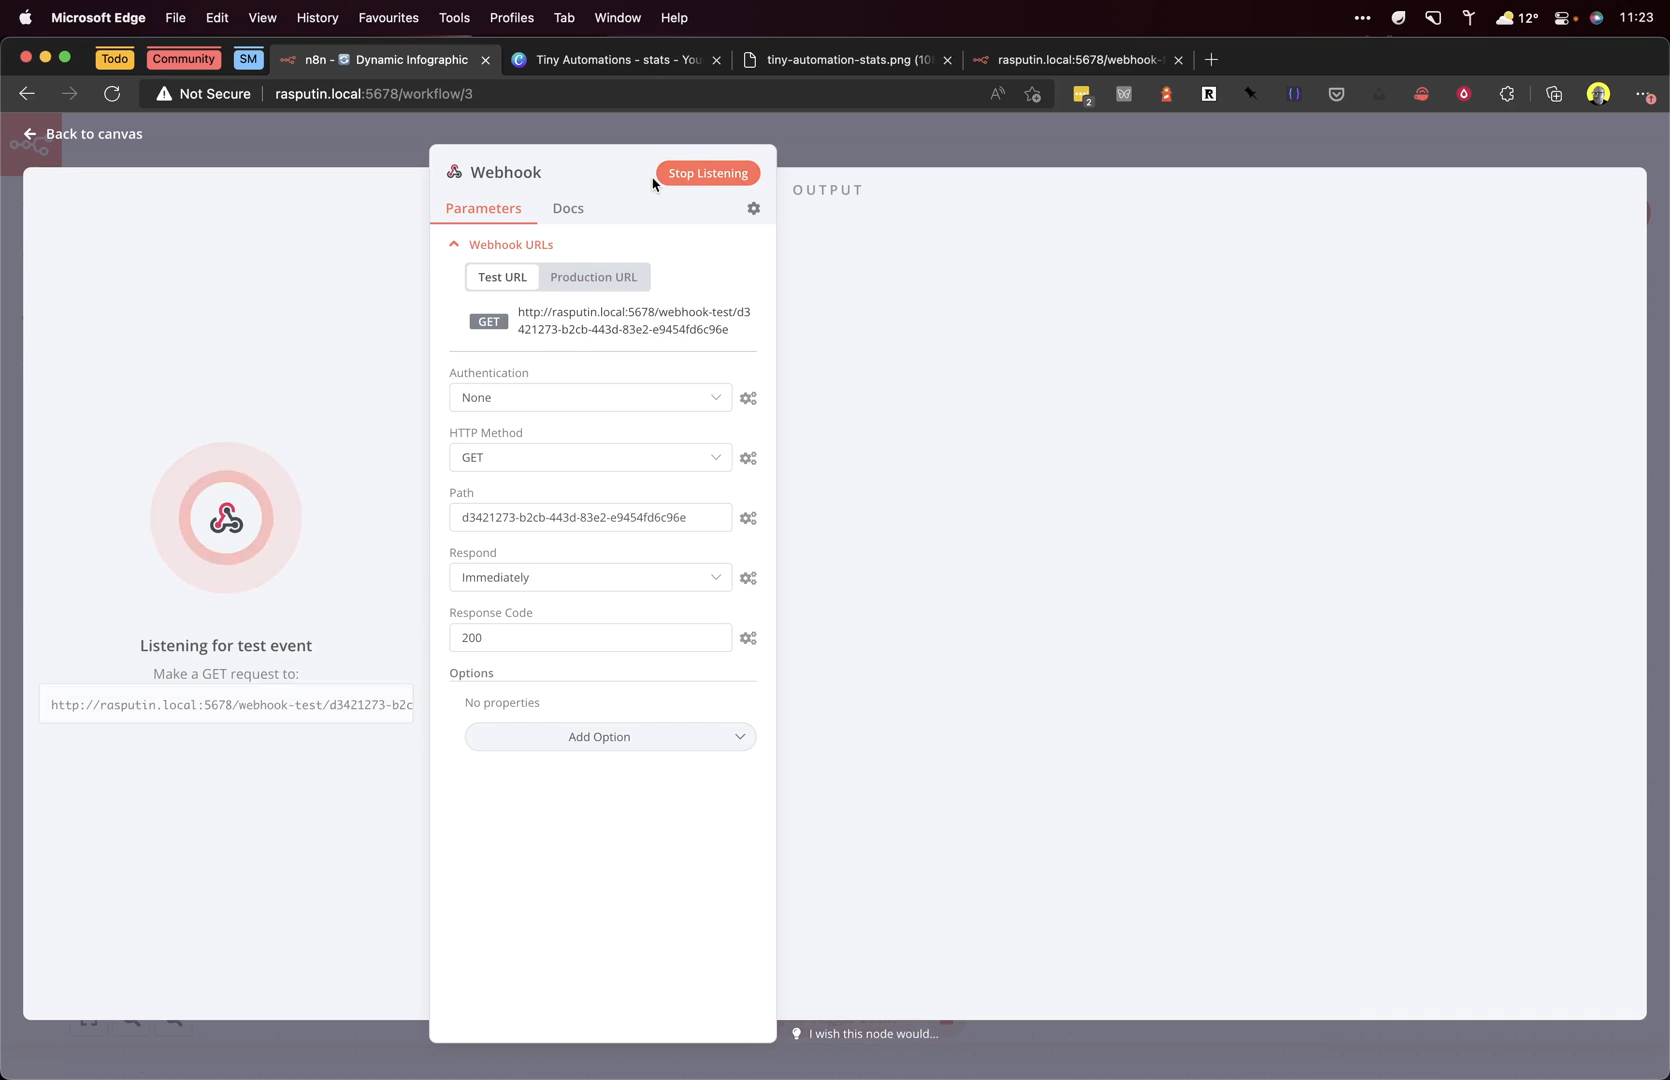 Microsoft Edge File Edit View History Favourites Tools Profiles Tab Window Help 12° 11:23
Todo Community SM n8n - Dynamic Infographic Tiny Automations - stats - You tiny-automation-stats.png (10 rasputin.local:5678/webhook-
Not Secure rasputin.local:5678/workflow/3 2
Back to canvas
Webhook Stop Listening
OUTPUT
Parameters Docs
Webhook URLs
Test URL Production URL
GET http://rasputin.local:5678/webhook-test/d3
421273-b2cb-443d-83e2-e9454fd6c96e
Authentication
None
HTTP Method
GET
Path
d3421273-b2cb-443d-83e2-e9454fd6c96e
Respond
Immediately
Response Code
200
Options
No properties
Add Option
Listening for test event
Make a GET request to:
http://rasputin.local:5678/webhook-test/d3421273-b2c
I wish this node would...